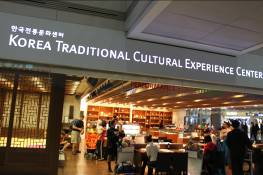 한국전통문화센터
KOREA TRADITIONAL CULTURAL EXPERIENCE CENTER